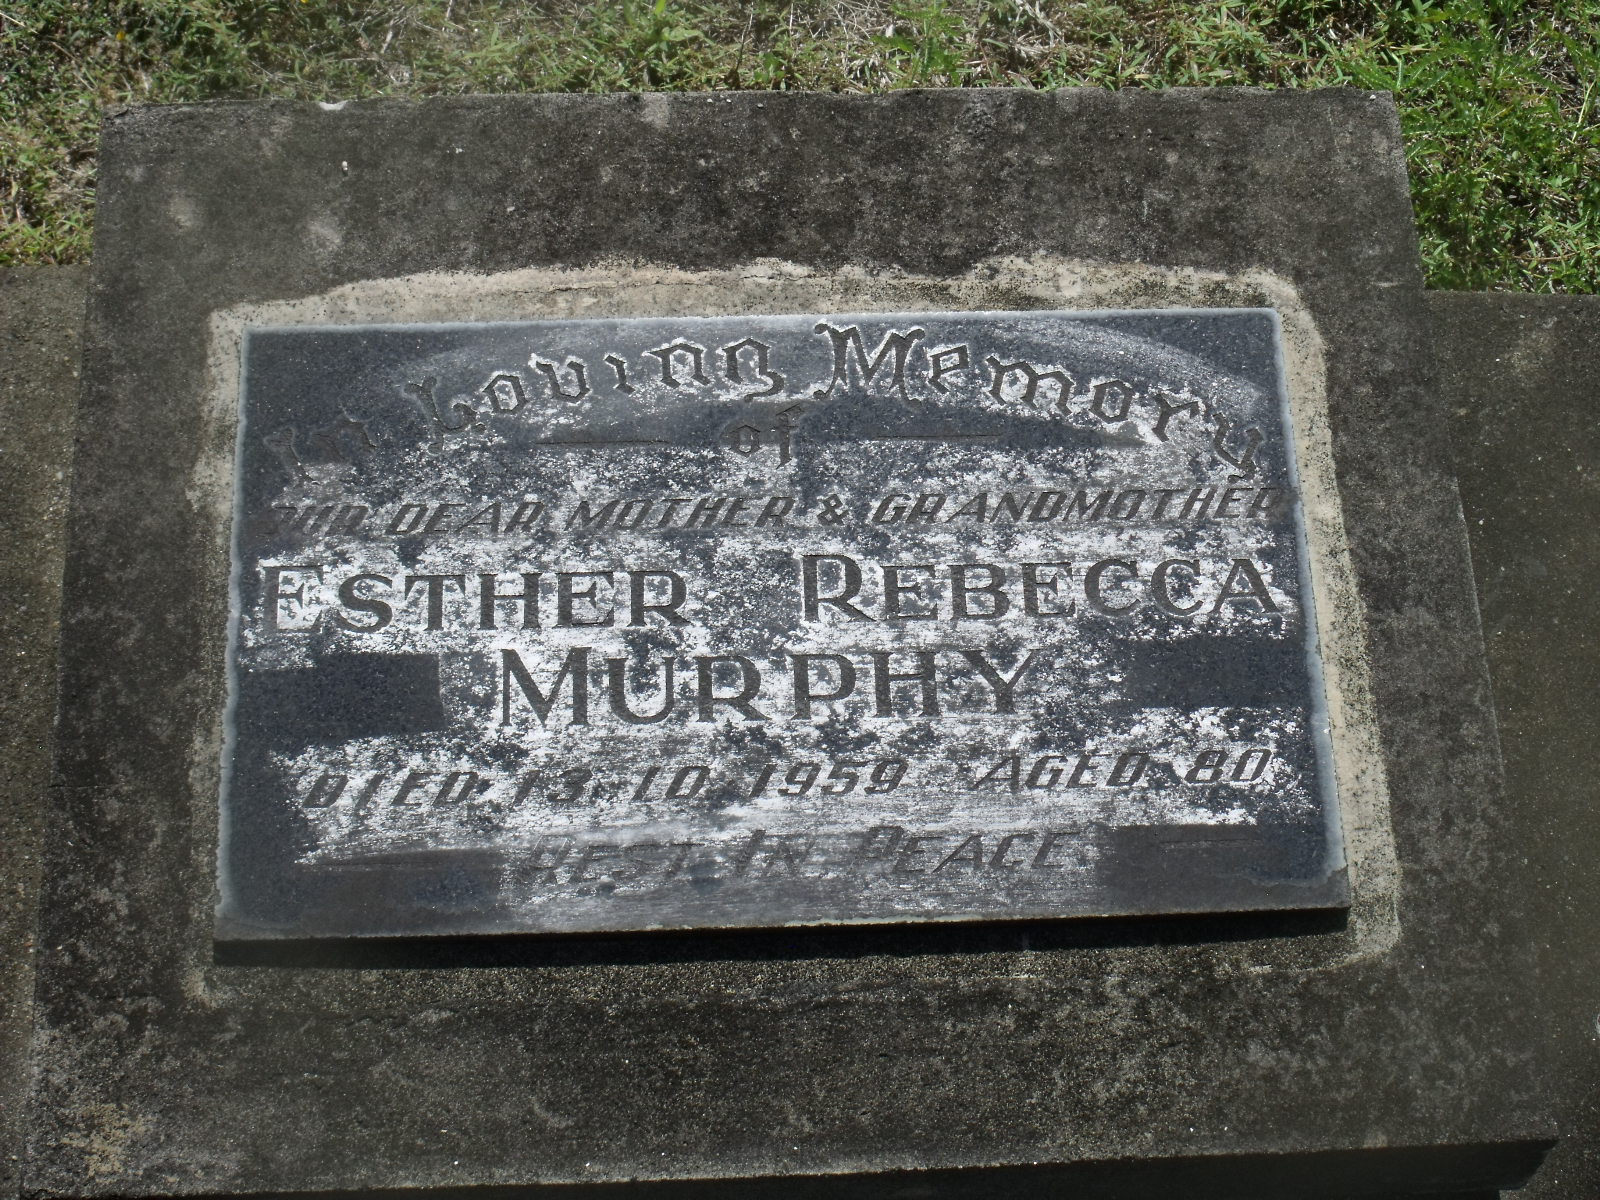 In Loving Memory
of
OUR DEAR MOTHER & GRANDMOTHER
ESTHER REBECCA
MURPHY
DIED 13.10.1959 AGED 80
REST IN PEACE